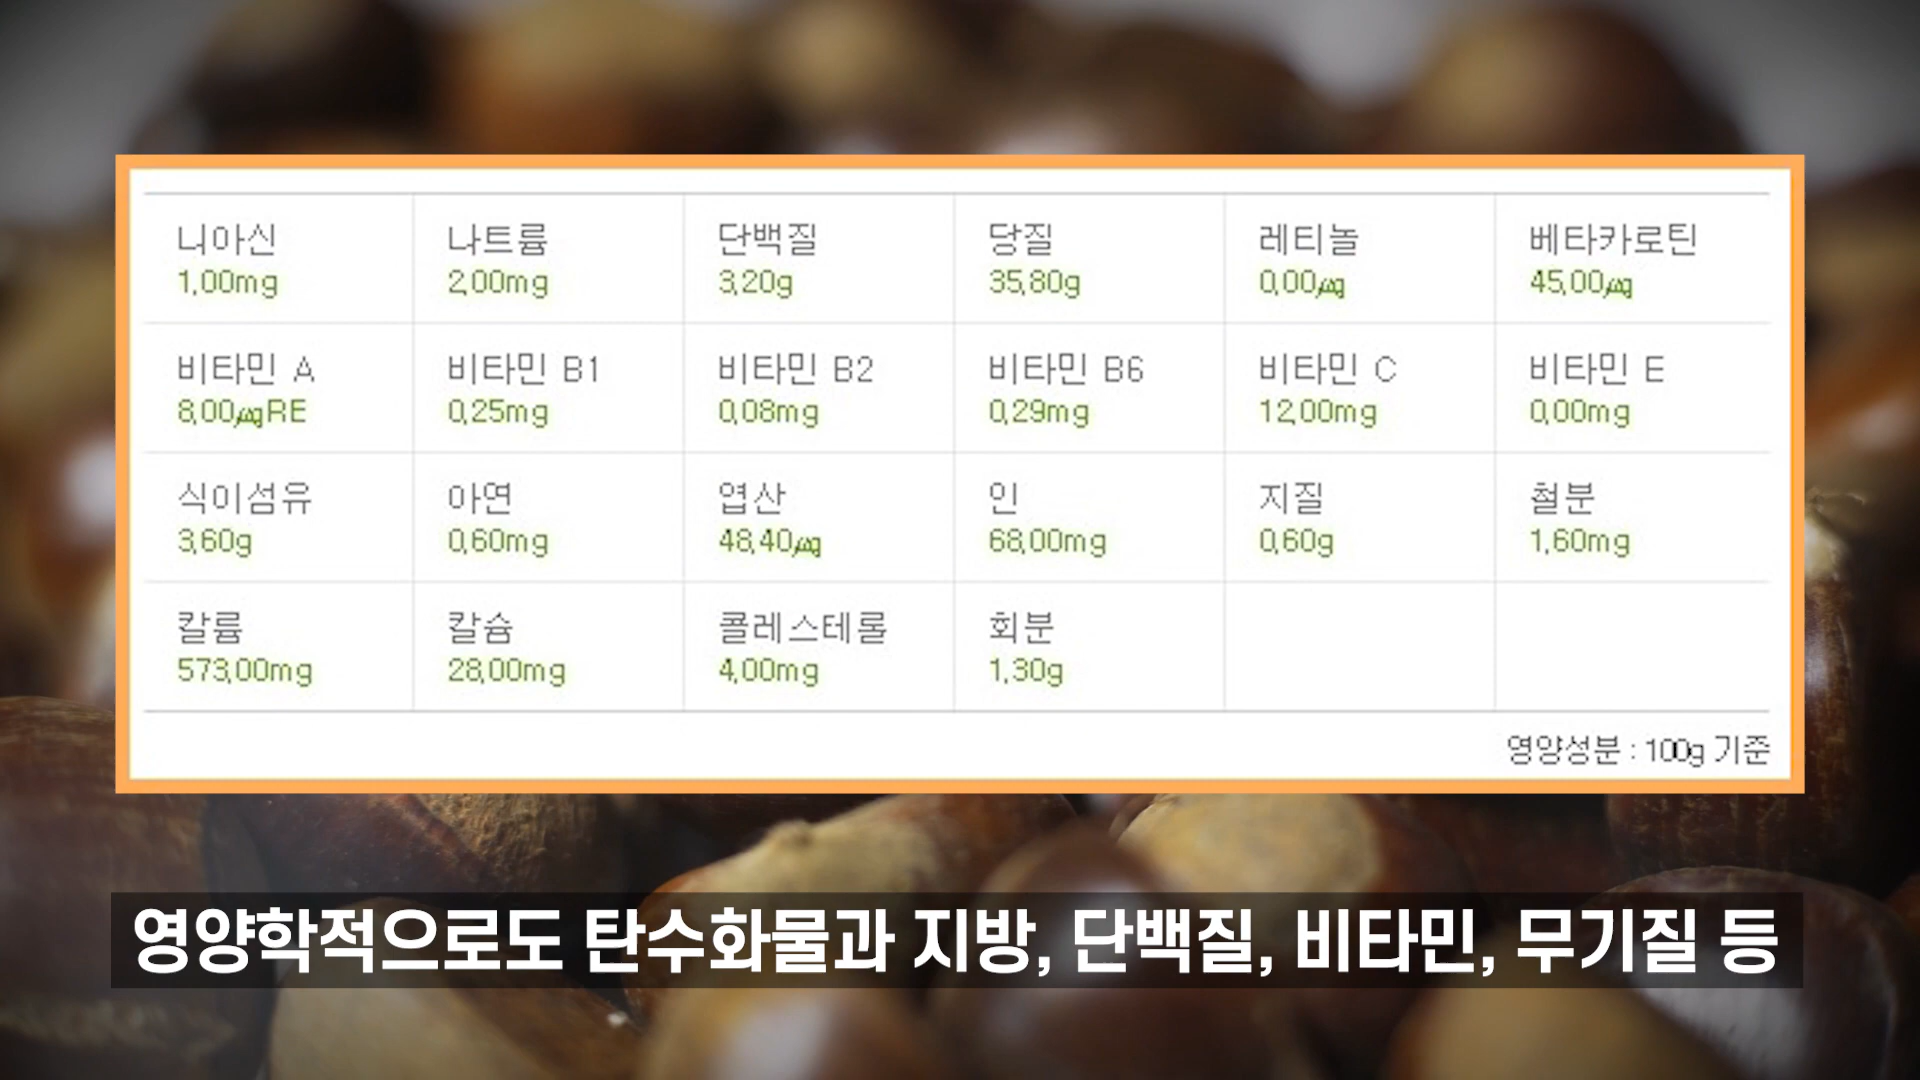 니아신 나트륨 단백질 당질 레티놀 베타카로틴
1,00mg 2,00mg 3,20g 35,80g 0,00㎍ 45,00㎍
비타민 A 비타민 B1 비타민 B2 비타민 B6 비타민 C 비타민 E
8,00㎍RE 0,25mg 0,08mg 0,29mg 12,00mg 0,00mg
식이섬유 아연 엽산 인 지질 철분
3,60g 0,60mg 48,40㎍ 68,00mg 0,60g 1,60mg
칼륨 칼슘 콜레스테롤 회분
573,00mg 28,00mg 4,00mg 1,30g
영양성분 : 100g 기준
영양학적으로도 탄수화물과 지방, 단백질, 비타민, 무기질 등